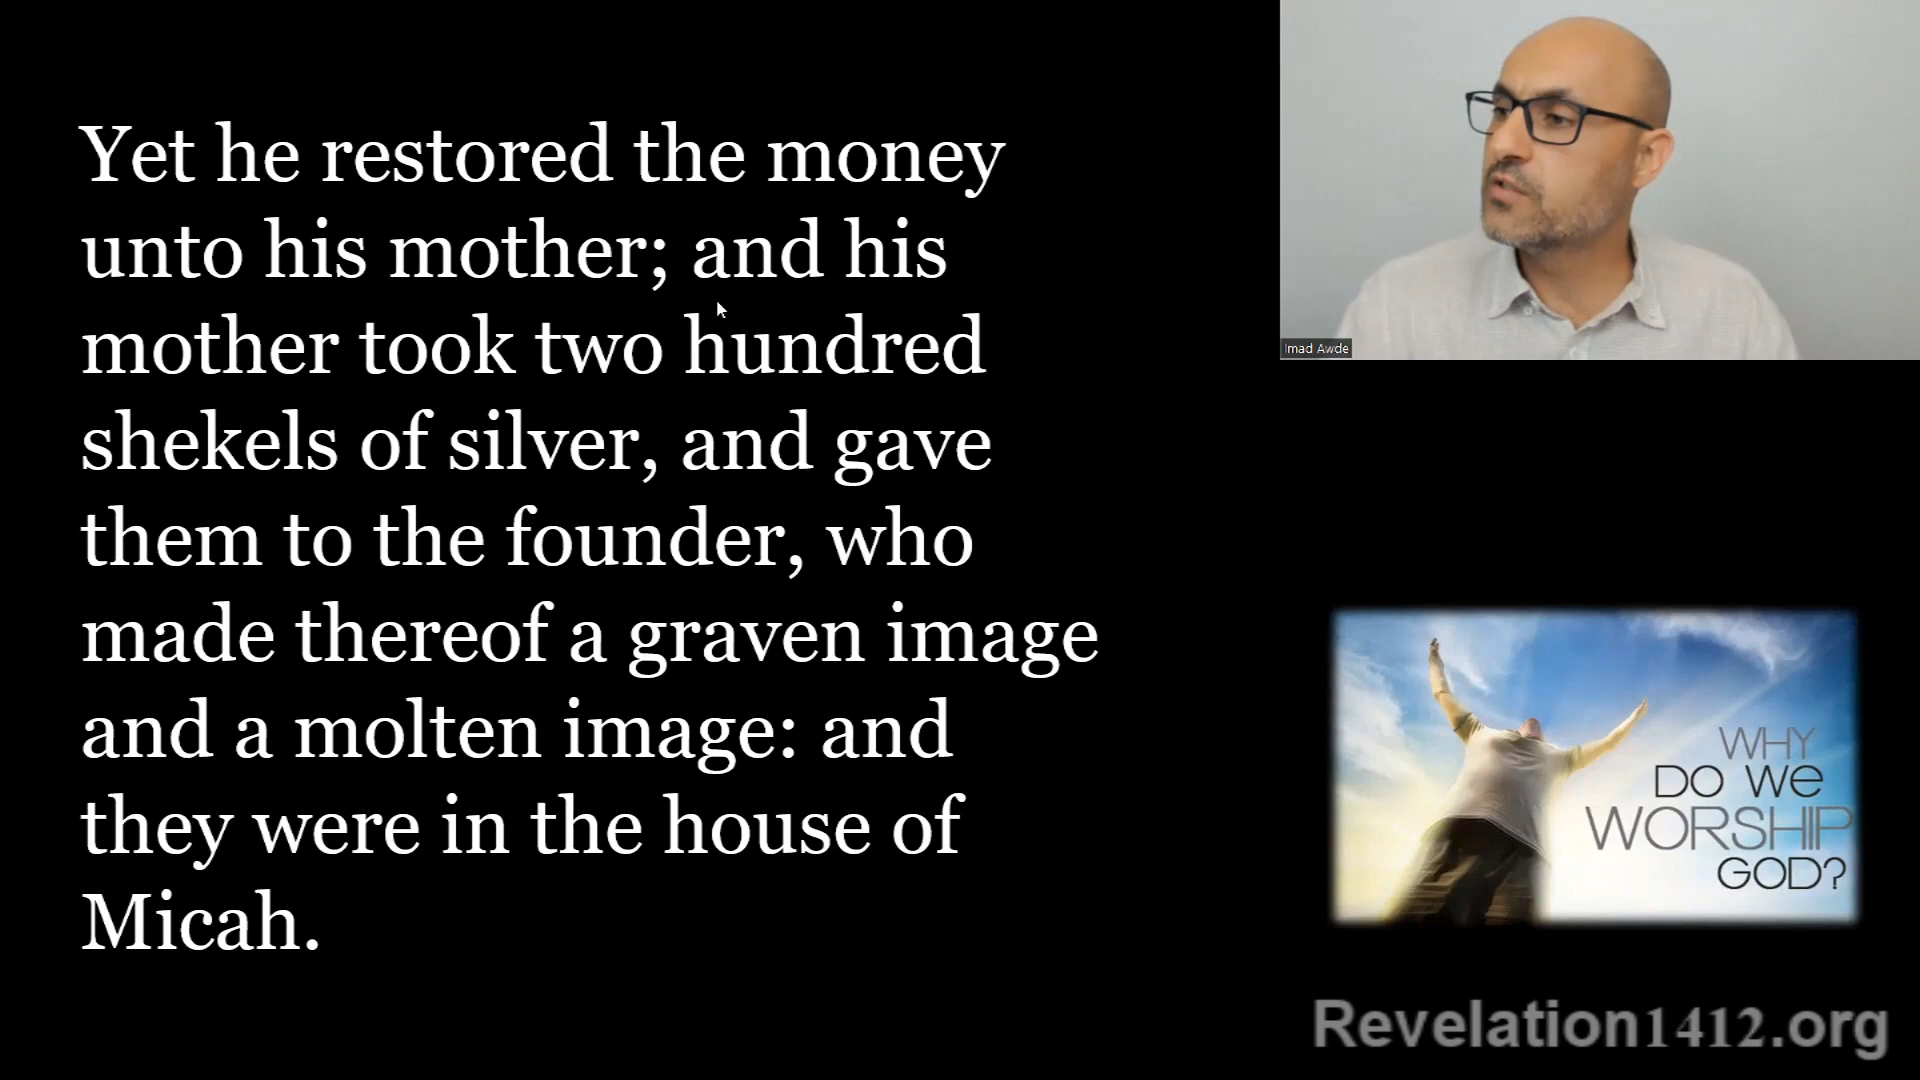 Yet he restored the money
unto his mother; and his
mother took two hundred
shekels of silver, and gave
them to the founder, who
made thereof a graven image
and a molten image: and
they were in the house of
Micah.
Imad Awde
WHY
DO We
WORSHIP
GOD?
Revelation1412.org